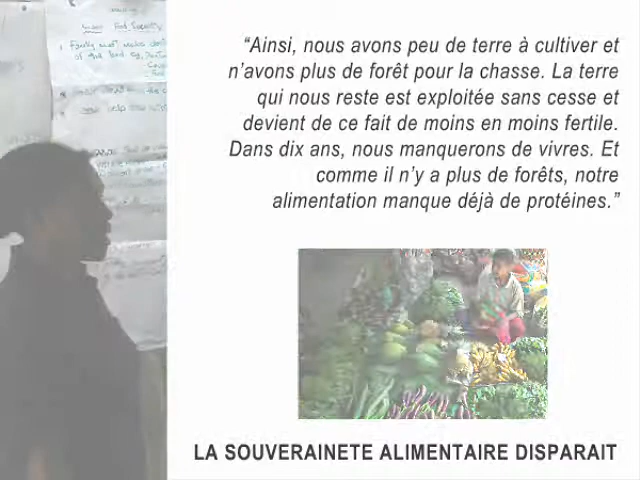 Food Security
“Ainsi, nous avons peu de terre à cultiver et
n’avons plus de forêt pour la chasse. La terre
qui nous reste est exploitée sans cesse et
devient de ce fait de moins en moins fertile.
Dans dix ans, nous manquerons de vivres. Et
comme il n’y a plus de forêts, notre
alimentation manque déjà de protéines.”
LA SOUVERAINETE ALIMENTAIRE DISPARAIT